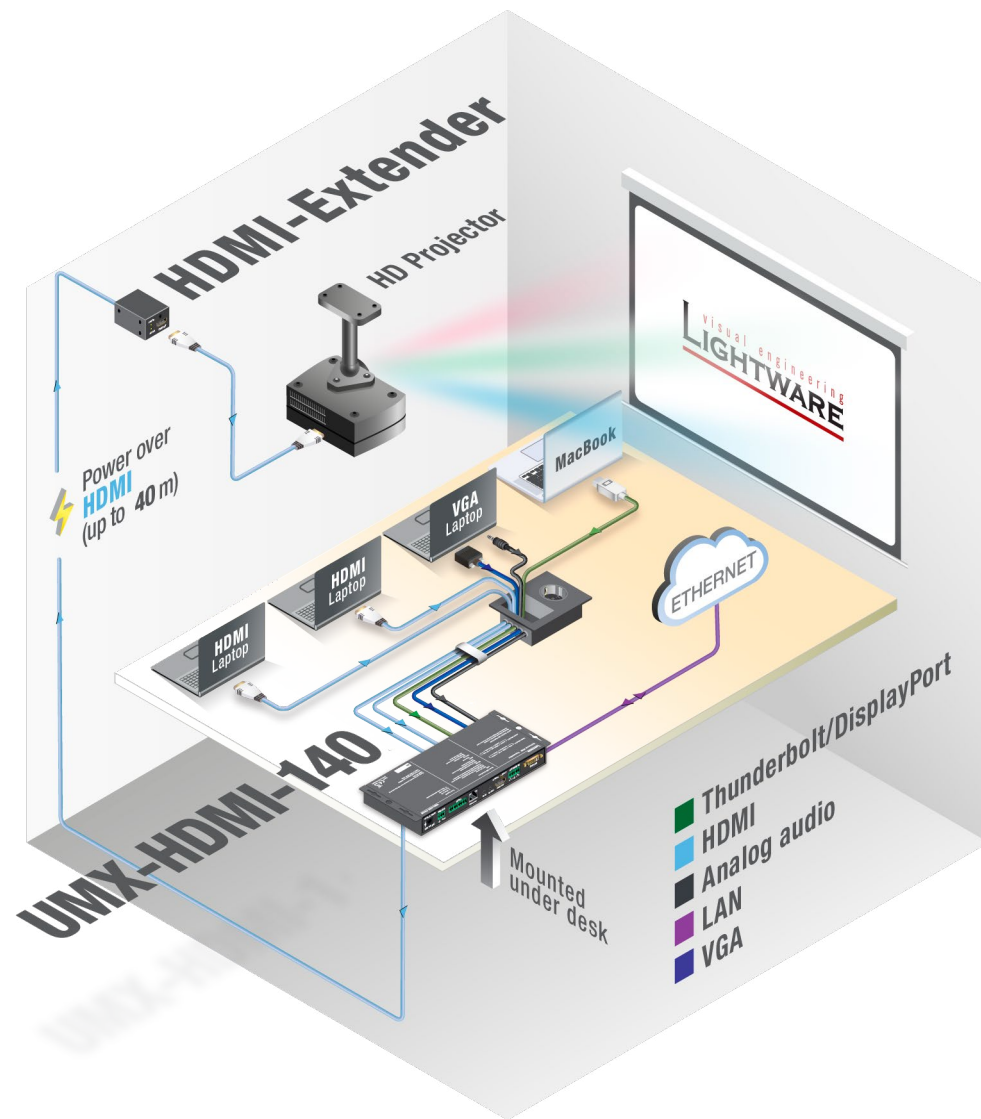 HDMI-Extender
HD Projector
visual engineering
LIGHTWARE
Power over
HDMI
(up to 40 m)
MacBook
VGA
Laptop
HDMI
Laptop
HDMI
Laptop
ETHERNET
UMX-HDMI-140
Mounted
under desk
Thunderbolt/DisplayPort
HDMI
Analog audio
LAN
VGA